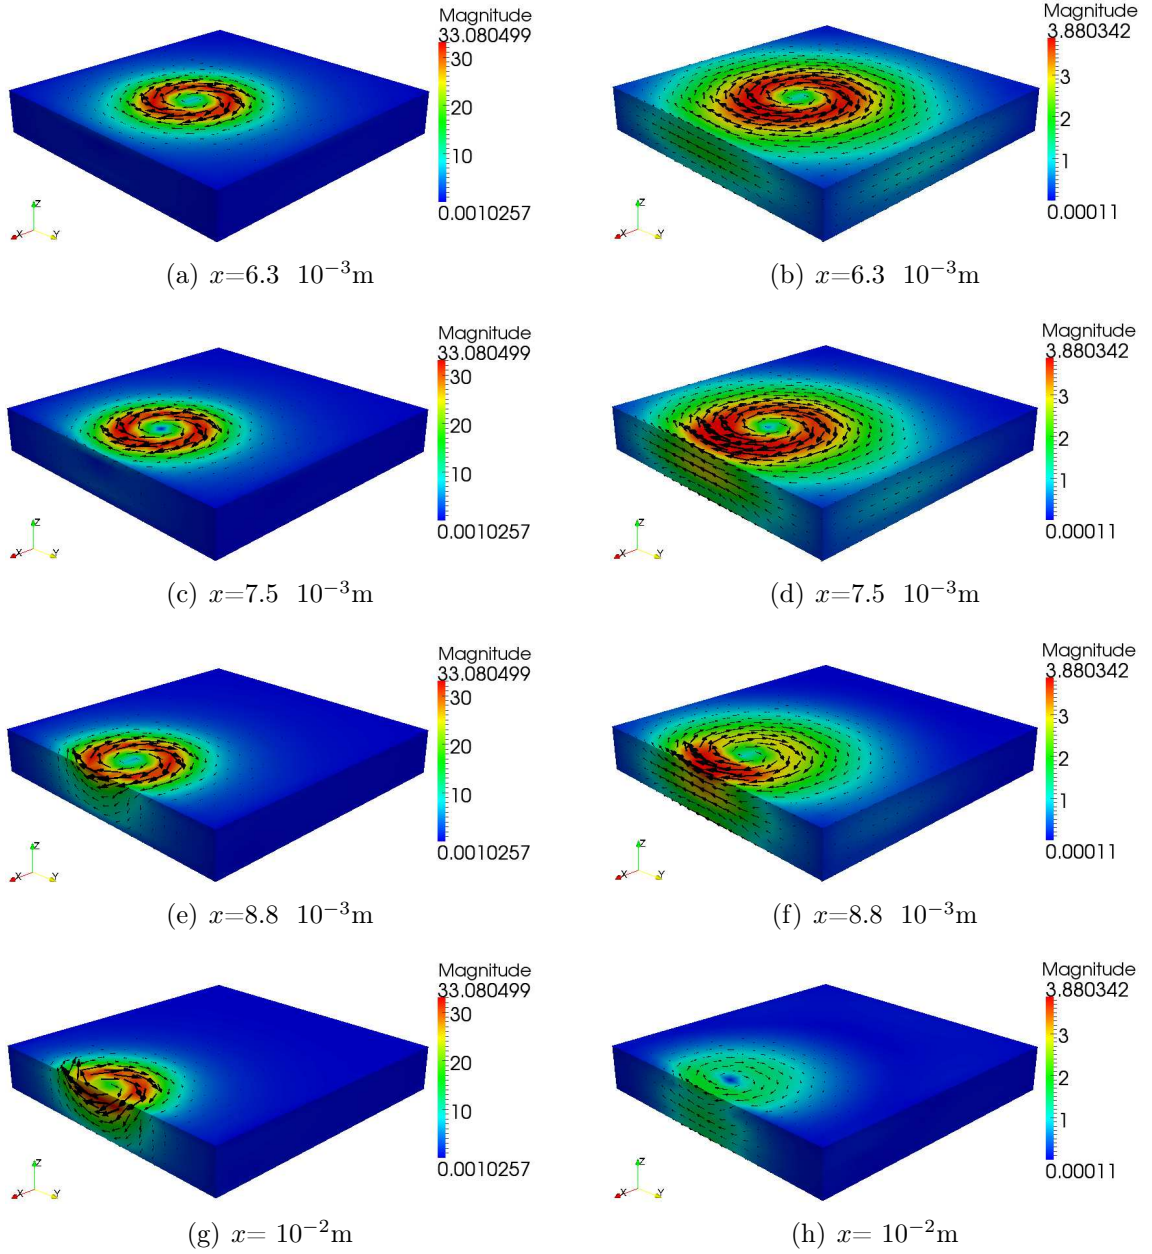 Magnitude
33.080499
30
20
10
0.0010257
Z
X
Y
(a) x=6.3 10⁻³m
Magnitude
3.880342
3
2
1
0.00011
Z
X
Y
(b) x=6.3 10⁻³m
Magnitude
33.080499
30
20
10
0.0010257
Z
X
Y
(c) x=7.5 10⁻³m
Magnitude
3.880342
3
2
1
0.00011
Z
X
Y
(d) x=7.5 10⁻³m
Magnitude
33.080499
30
20
10
0.0010257
Z
X
Y
(e) x=8.8 10⁻³m
Magnitude
3.880342
3
2
1
0.00011
Z
X
Y
(f) x=8.8 10⁻³m
Magnitude
33.080499
30
20
10
0.0010257
Z
X
Y
(g) x= 10⁻²m
Magnitude
3.880342
3
2
1
0.00011
Z
X
Y
(h) x= 10⁻²m